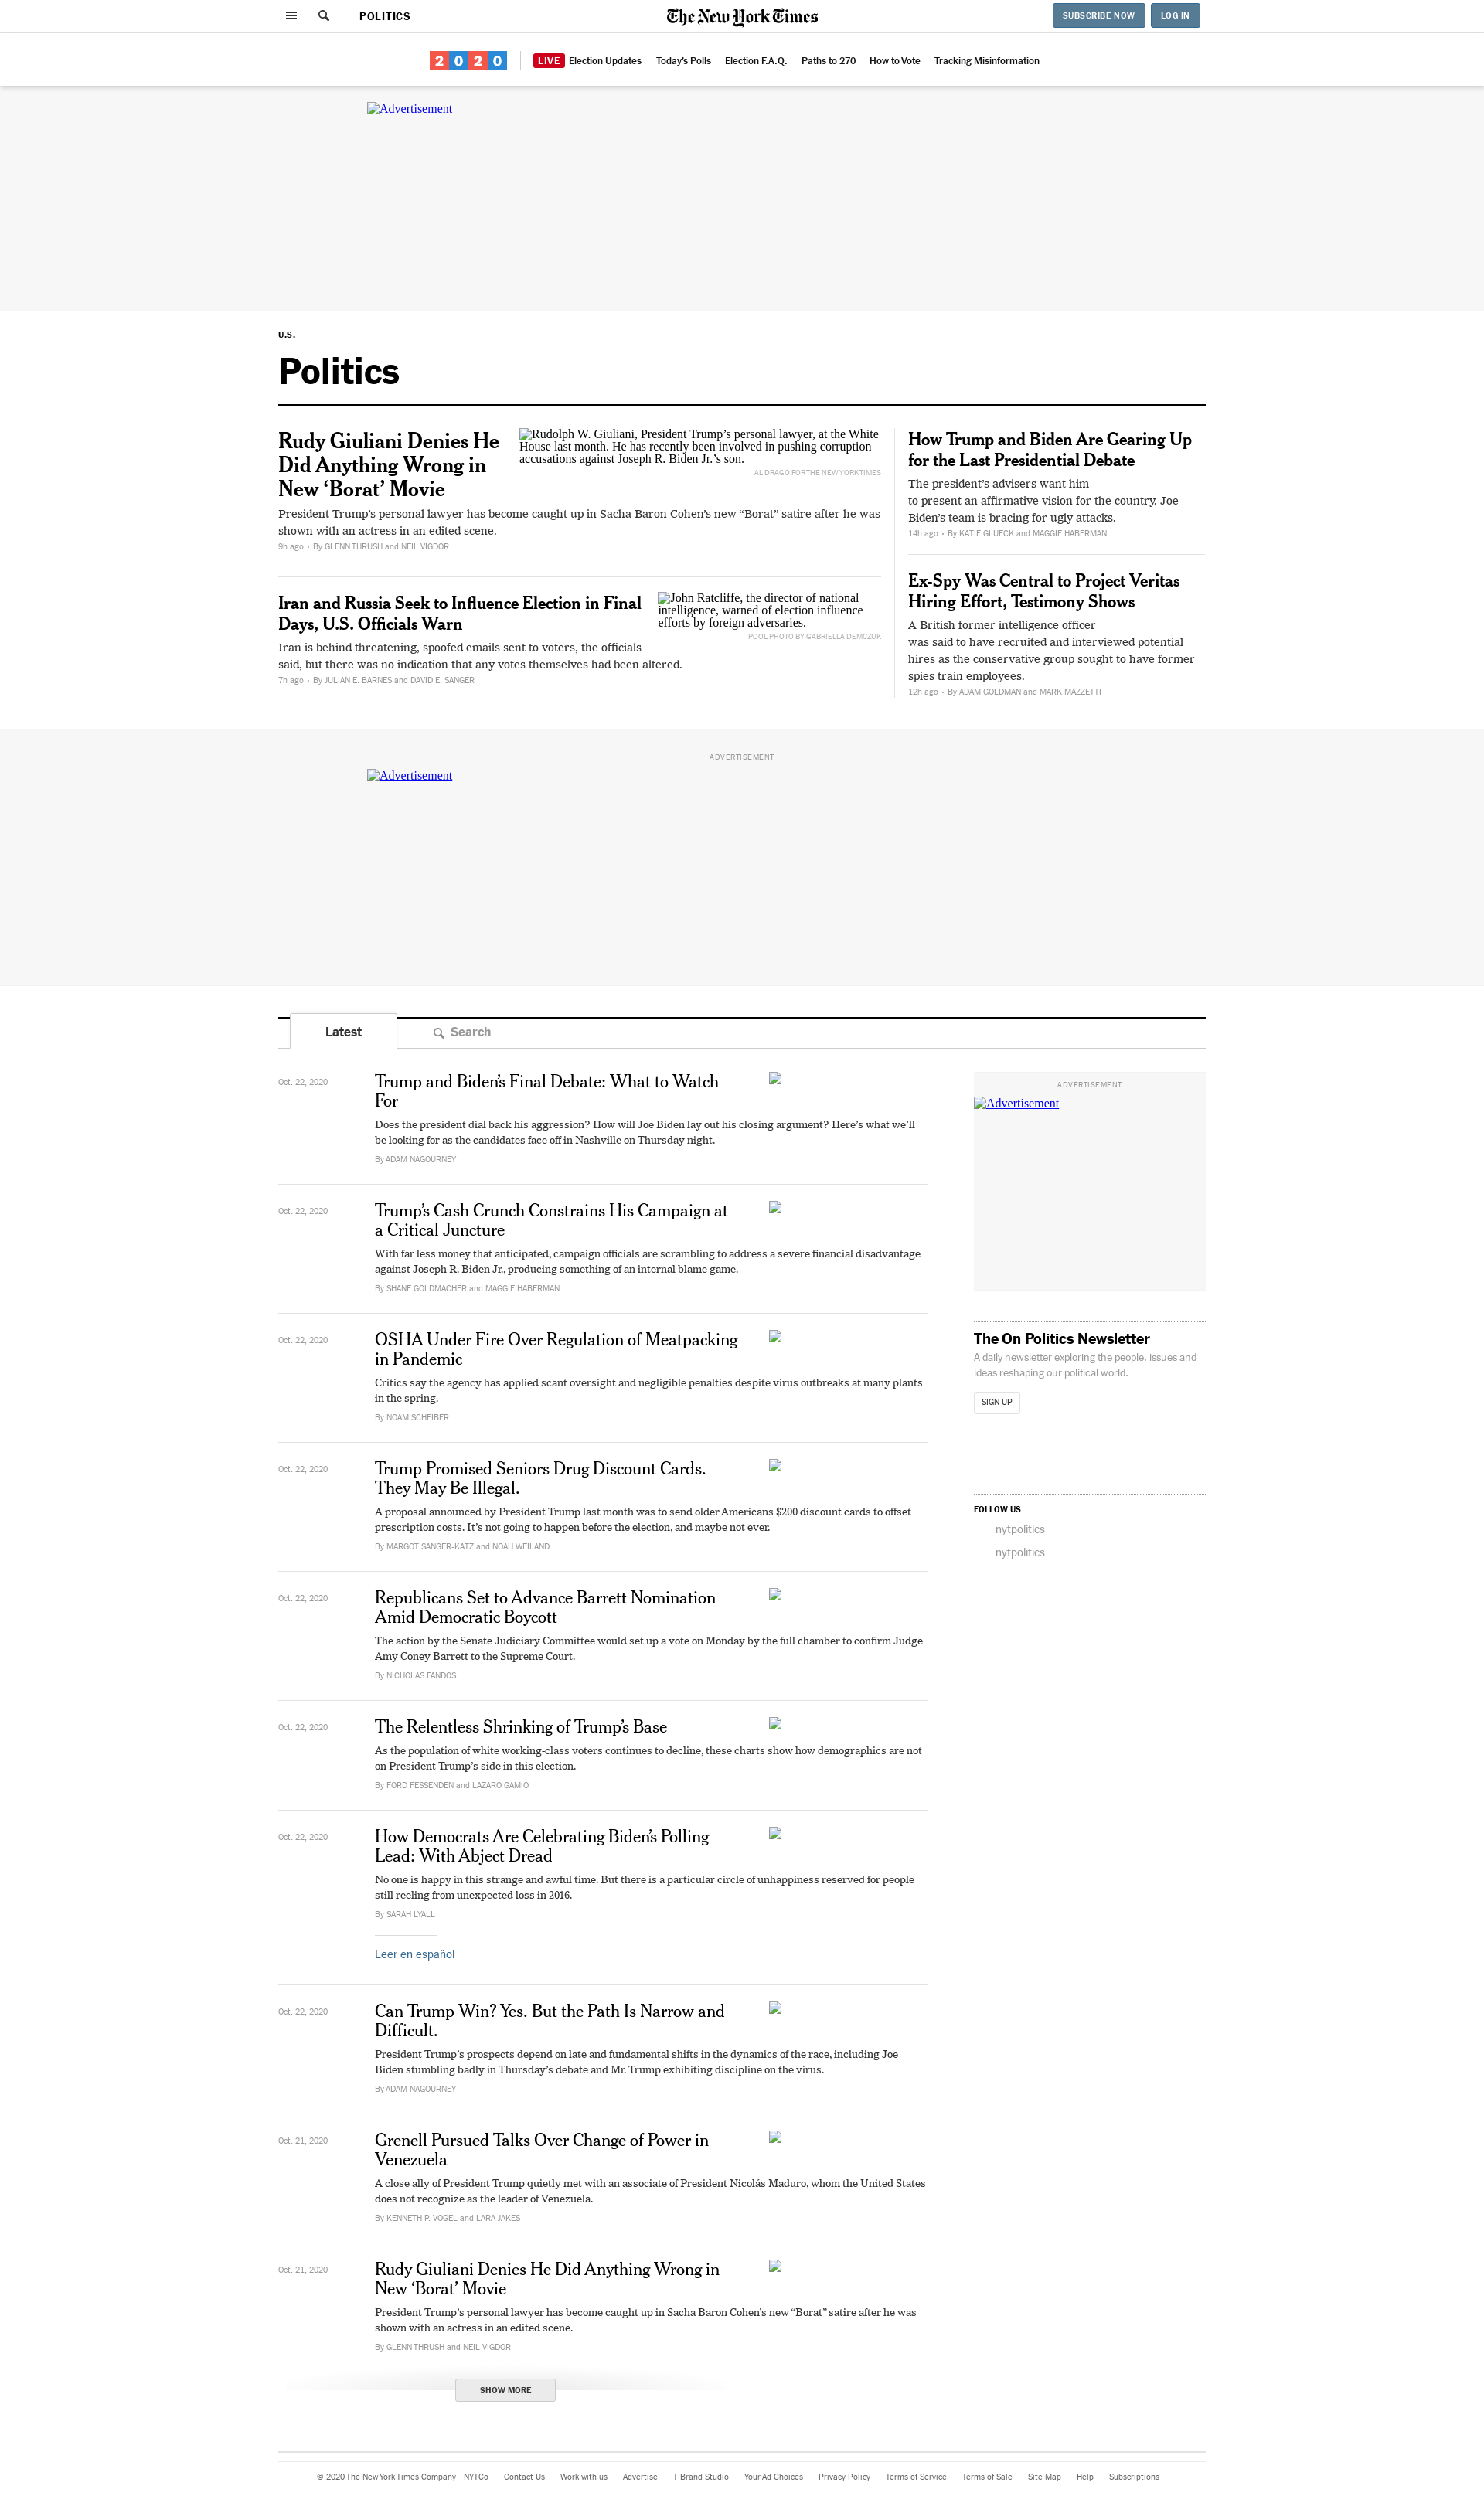 POLITICS
The New York Times
SUBSCRIBE NOW
LOG IN
2020
LIVE Election Updates
Today's Polls
Election F.A.Q.
Paths to 270
How to Vote
Tracking Misinformation
Advertisement
U.S.
Politics
Rudy Giuliani Denies He
Did Anything Wrong in
New ‘Borat’ Movie
Rudolph W. Giuliani, President Trump’s personal lawyer, at the White
House last month. He has recently been involved in pushing corruption
accusations against Joseph R. Biden Jr.’s son.
AL DRAGO FOR THE NEW YORK TIMES
President Trump’s personal lawyer has become caught up in Sacha Baron Cohen’s new “Borat” satire after he was
shown with an actress in an edited scene.
9h ago • By GLENN THRUSH and NEIL VIGDOR
Iran and Russia Seek to Influence Election in Final
Days, U.S. Officials Warn
John Ratcliffe, the director of national
intelligence, warned of election influence
efforts by foreign adversaries.
POOL PHOTO BY GABRIELLA DEMCZUK
Iran is behind threatening, spoofed emails sent to voters, the officials
said, but there was no indication that any votes themselves had been altered.
7h ago • By JULIAN E. BARNES and DAVID E. SANGER
How Trump and Biden Are Gearing Up
for the Last Presidential Debate
The president’s advisers want him
to present an affirmative vision for the country. Joe
Biden’s team is bracing for ugly attacks.
14h ago • By KATIE GLUECK and MAGGIE HABERMAN
Ex-Spy Was Central to Project Veritas
Hiring Effort, Testimony Shows
A British former intelligence officer
was said to have recruited and interviewed potential
hires as the conservative group sought to have former
spies train employees.
12h ago • By ADAM GOLDMAN and MARK MAZZETTI
ADVERTISEMENT
Advertisement
Latest
Search
Oct. 22, 2020
Trump and Biden’s Final Debate: What to Watch
For
Does the president dial back his aggression? How will Joe Biden lay out his closing argument? Here’s what we’ll
be looking for as the candidates face off in Nashville on Thursday night.
By ADAM NAGOURNEY
Oct. 22, 2020
Trump’s Cash Crunch Constrains His Campaign at
a Critical Juncture
With far less money that anticipated, campaign officials are scrambling to address a severe financial disadvantage
against Joseph R. Biden Jr., producing something of an internal blame game.
By SHANE GOLDMACHER and MAGGIE HABERMAN
Oct. 22, 2020
OSHA Under Fire Over Regulation of Meatpacking
in Pandemic
Critics say the agency has applied scant oversight and negligible penalties despite virus outbreaks at many plants
in the spring.
By NOAM SCHEIBER
Oct. 22, 2020
Trump Promised Seniors Drug Discount Cards.
They May Be Illegal.
A proposal announced by President Trump last month was to send older Americans $200 discount cards to offset
prescription costs. It’s not going to happen before the election, and maybe not ever.
By MARGOT SANGER-KATZ and NOAH WEILAND
Oct. 22, 2020
Republicans Set to Advance Barrett Nomination
Amid Democratic Boycott
The action by the Senate Judiciary Committee would set up a vote on Monday by the full chamber to confirm Judge
Amy Coney Barrett to the Supreme Court.
By NICHOLAS FANDOS
Oct. 22, 2020
The Relentless Shrinking of Trump’s Base
As the population of white working-class voters continues to decline, these charts show how demographics are not
on President Trump’s side in this election.
By FORD FESSENDEN and LAZARO GAMIO
Oct. 22, 2020
How Democrats Are Celebrating Biden’s Polling
Lead: With Abject Dread
No one is happy in this strange and awful time. But there is a particular circle of unhappiness reserved for people
still reeling from unexpected loss in 2016.
By SARAH LYALL
Leer en español
Oct. 22, 2020
Can Trump Win? Yes. But the Path Is Narrow and
Difficult.
President Trump’s prospects depend on late and fundamental shifts in the dynamics of the race, including Joe
Biden stumbling badly in Thursday’s debate and Mr. Trump exhibiting discipline on the virus.
By ADAM NAGOURNEY
Oct. 21, 2020
Grenell Pursued Talks Over Change of Power in
Venezuela
A close ally of President Trump quietly met with an associate of President Nicolás Maduro, whom the United States
does not recognize as the leader of Venezuela.
By KENNETH P. VOGEL and LARA JAKES
Oct. 21, 2020
Rudy Giuliani Denies He Did Anything Wrong in
New ‘Borat’ Movie
President Trump’s personal lawyer has become caught up in Sacha Baron Cohen’s new “Borat” satire after he was
shown with an actress in an edited scene.
By GLENN THRUSH and NEIL VIGDOR
SHOW MORE
ADVERTISEMENT
Advertisement
The On Politics Newsletter
A daily newsletter exploring the people, issues and
ideas reshaping our political world.
SIGN UP
FOLLOW US
nytpolitics
nytpolitics
© 2020 The New York Times Company
NYTCo
Contact Us
Work with us
Advertise
T Brand Studio
Your Ad Choices
Privacy Policy
Terms of Service
Terms of Sale
Site Map
Help
Subscriptions